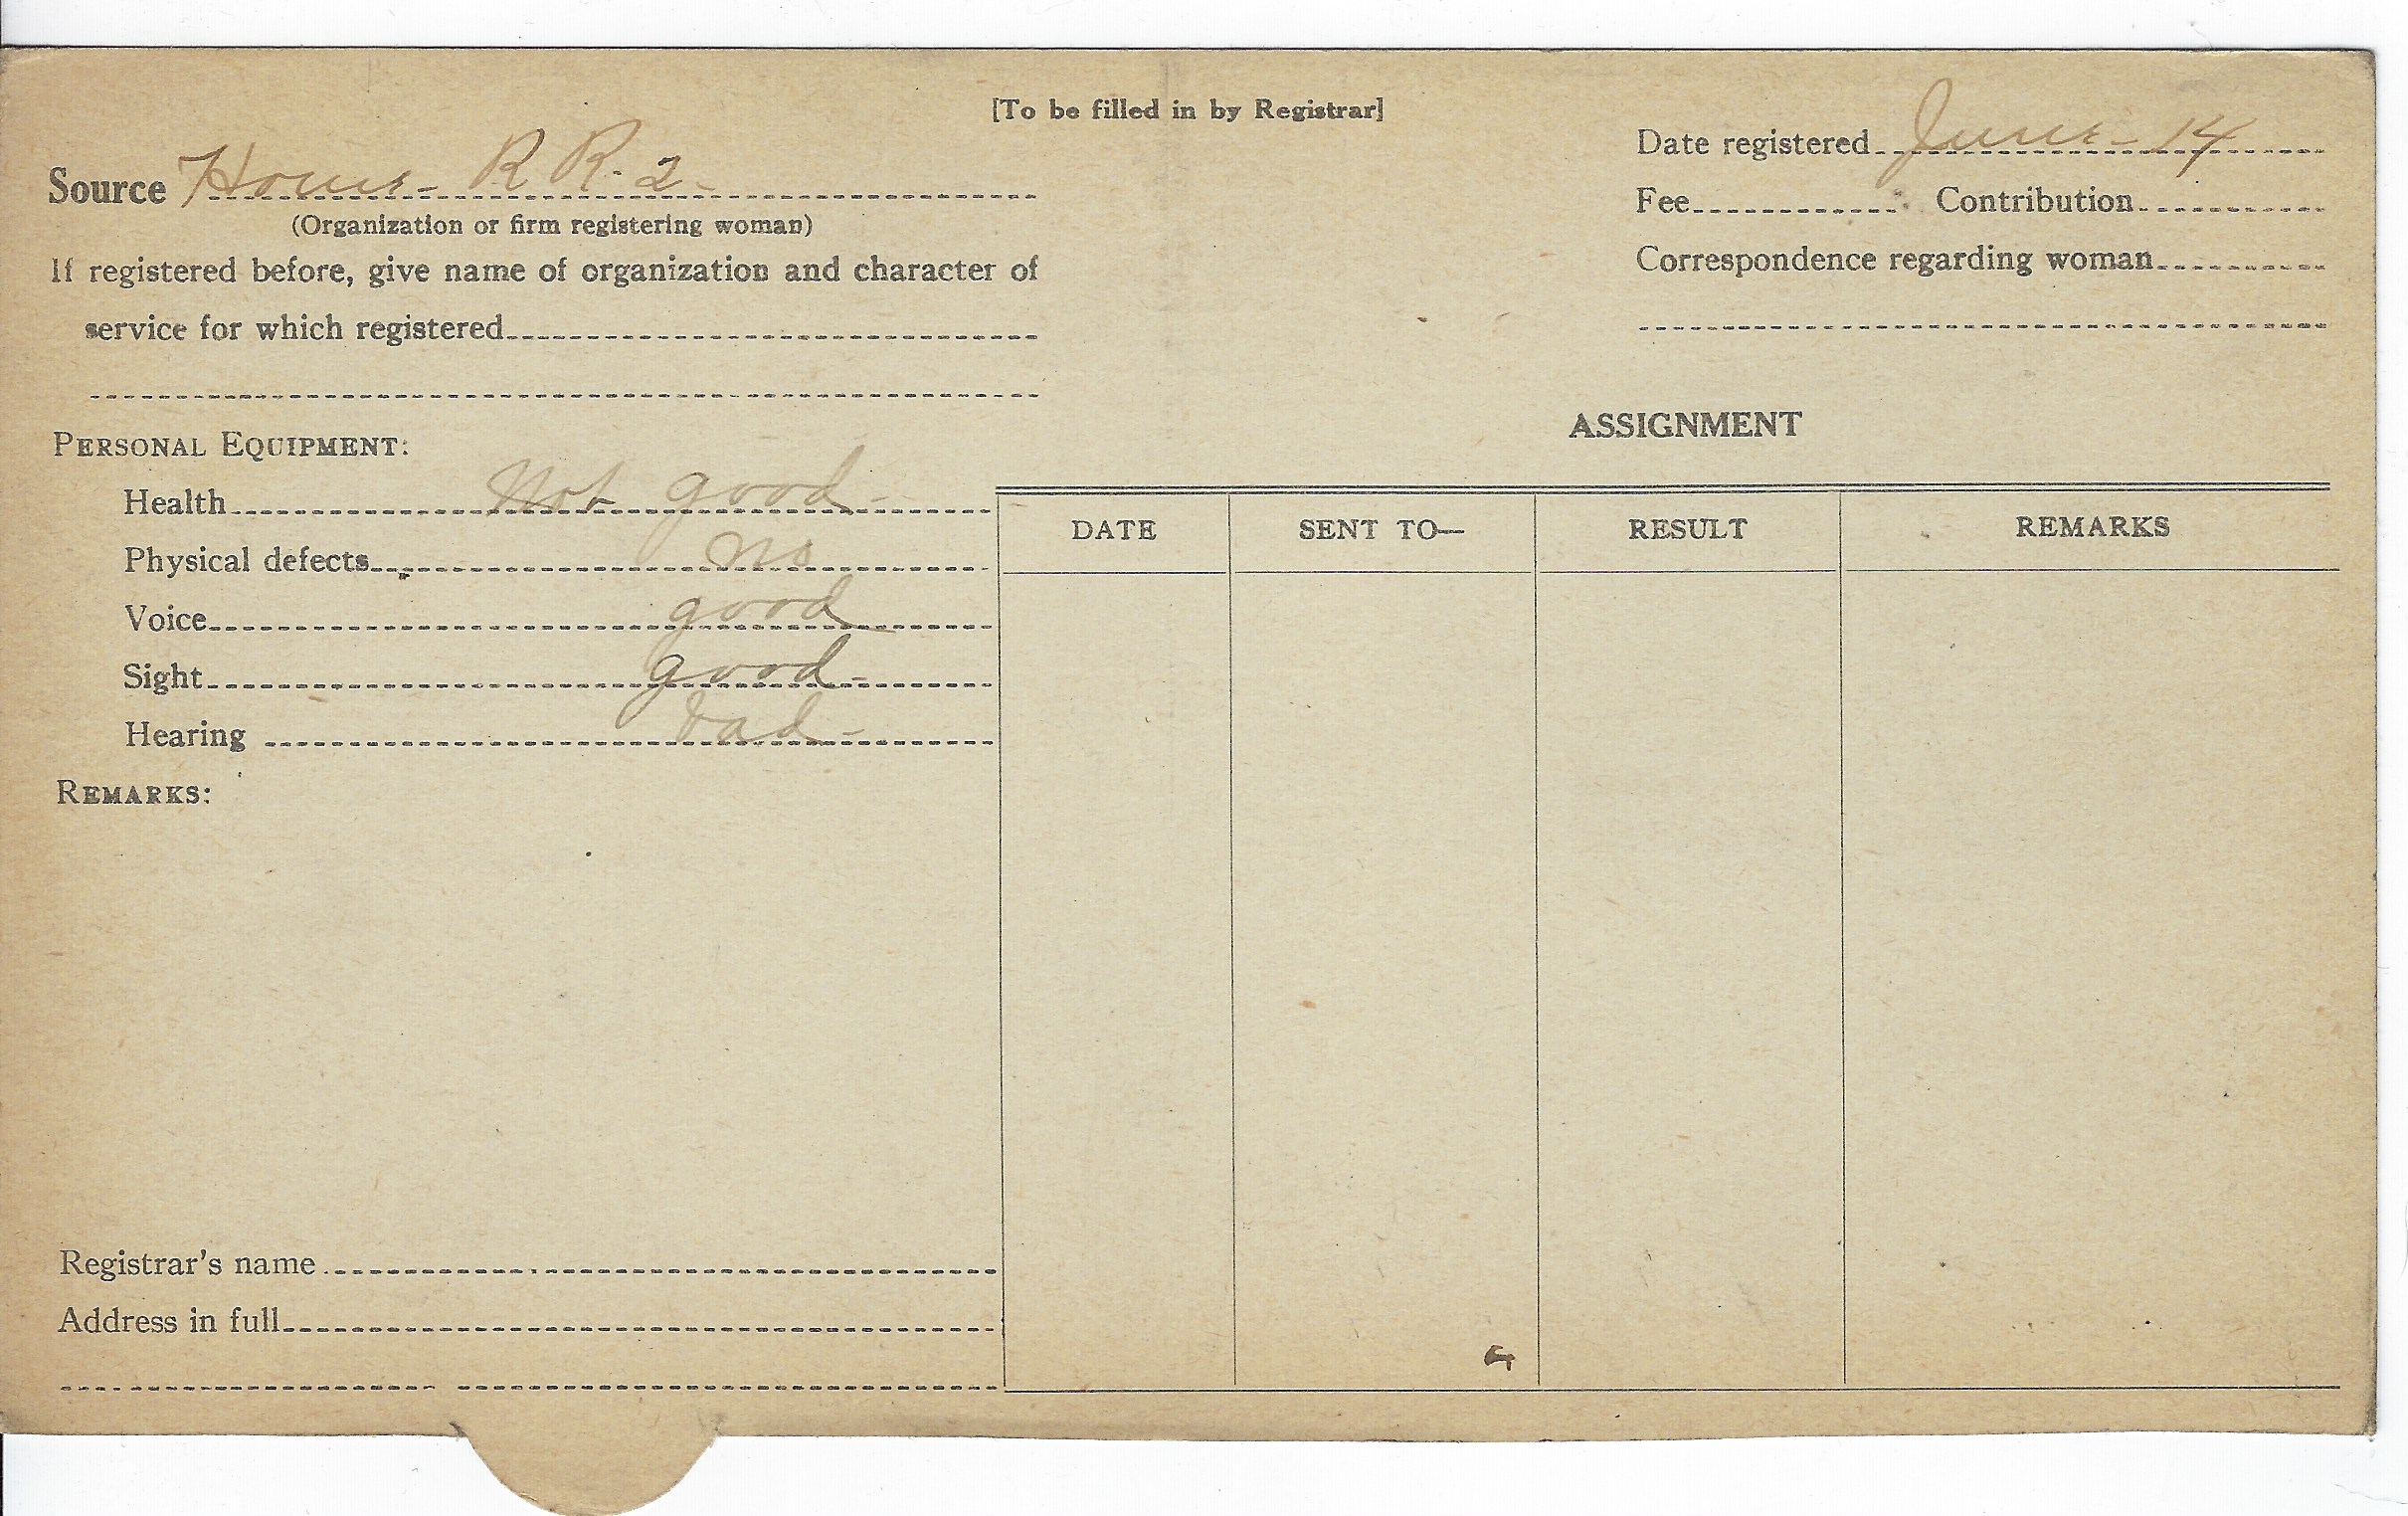 [To be filled in by Registrar]
Source Home - R R. 2 -
(Organization or firm registering woman)
If registered before, give name of organization and character of
service for which registered
Date registered June - 14
Fee Contribution
Correspondence regarding woman
PERSONAL EQUIPMENT:
Health Not good -
Physical defects no
Voice good
Sight good -
Hearing bad -
REMARKS:
Registrar's name
Address in full
ASSIGNMENT
DATE SENT TO— RESULT REMARKS